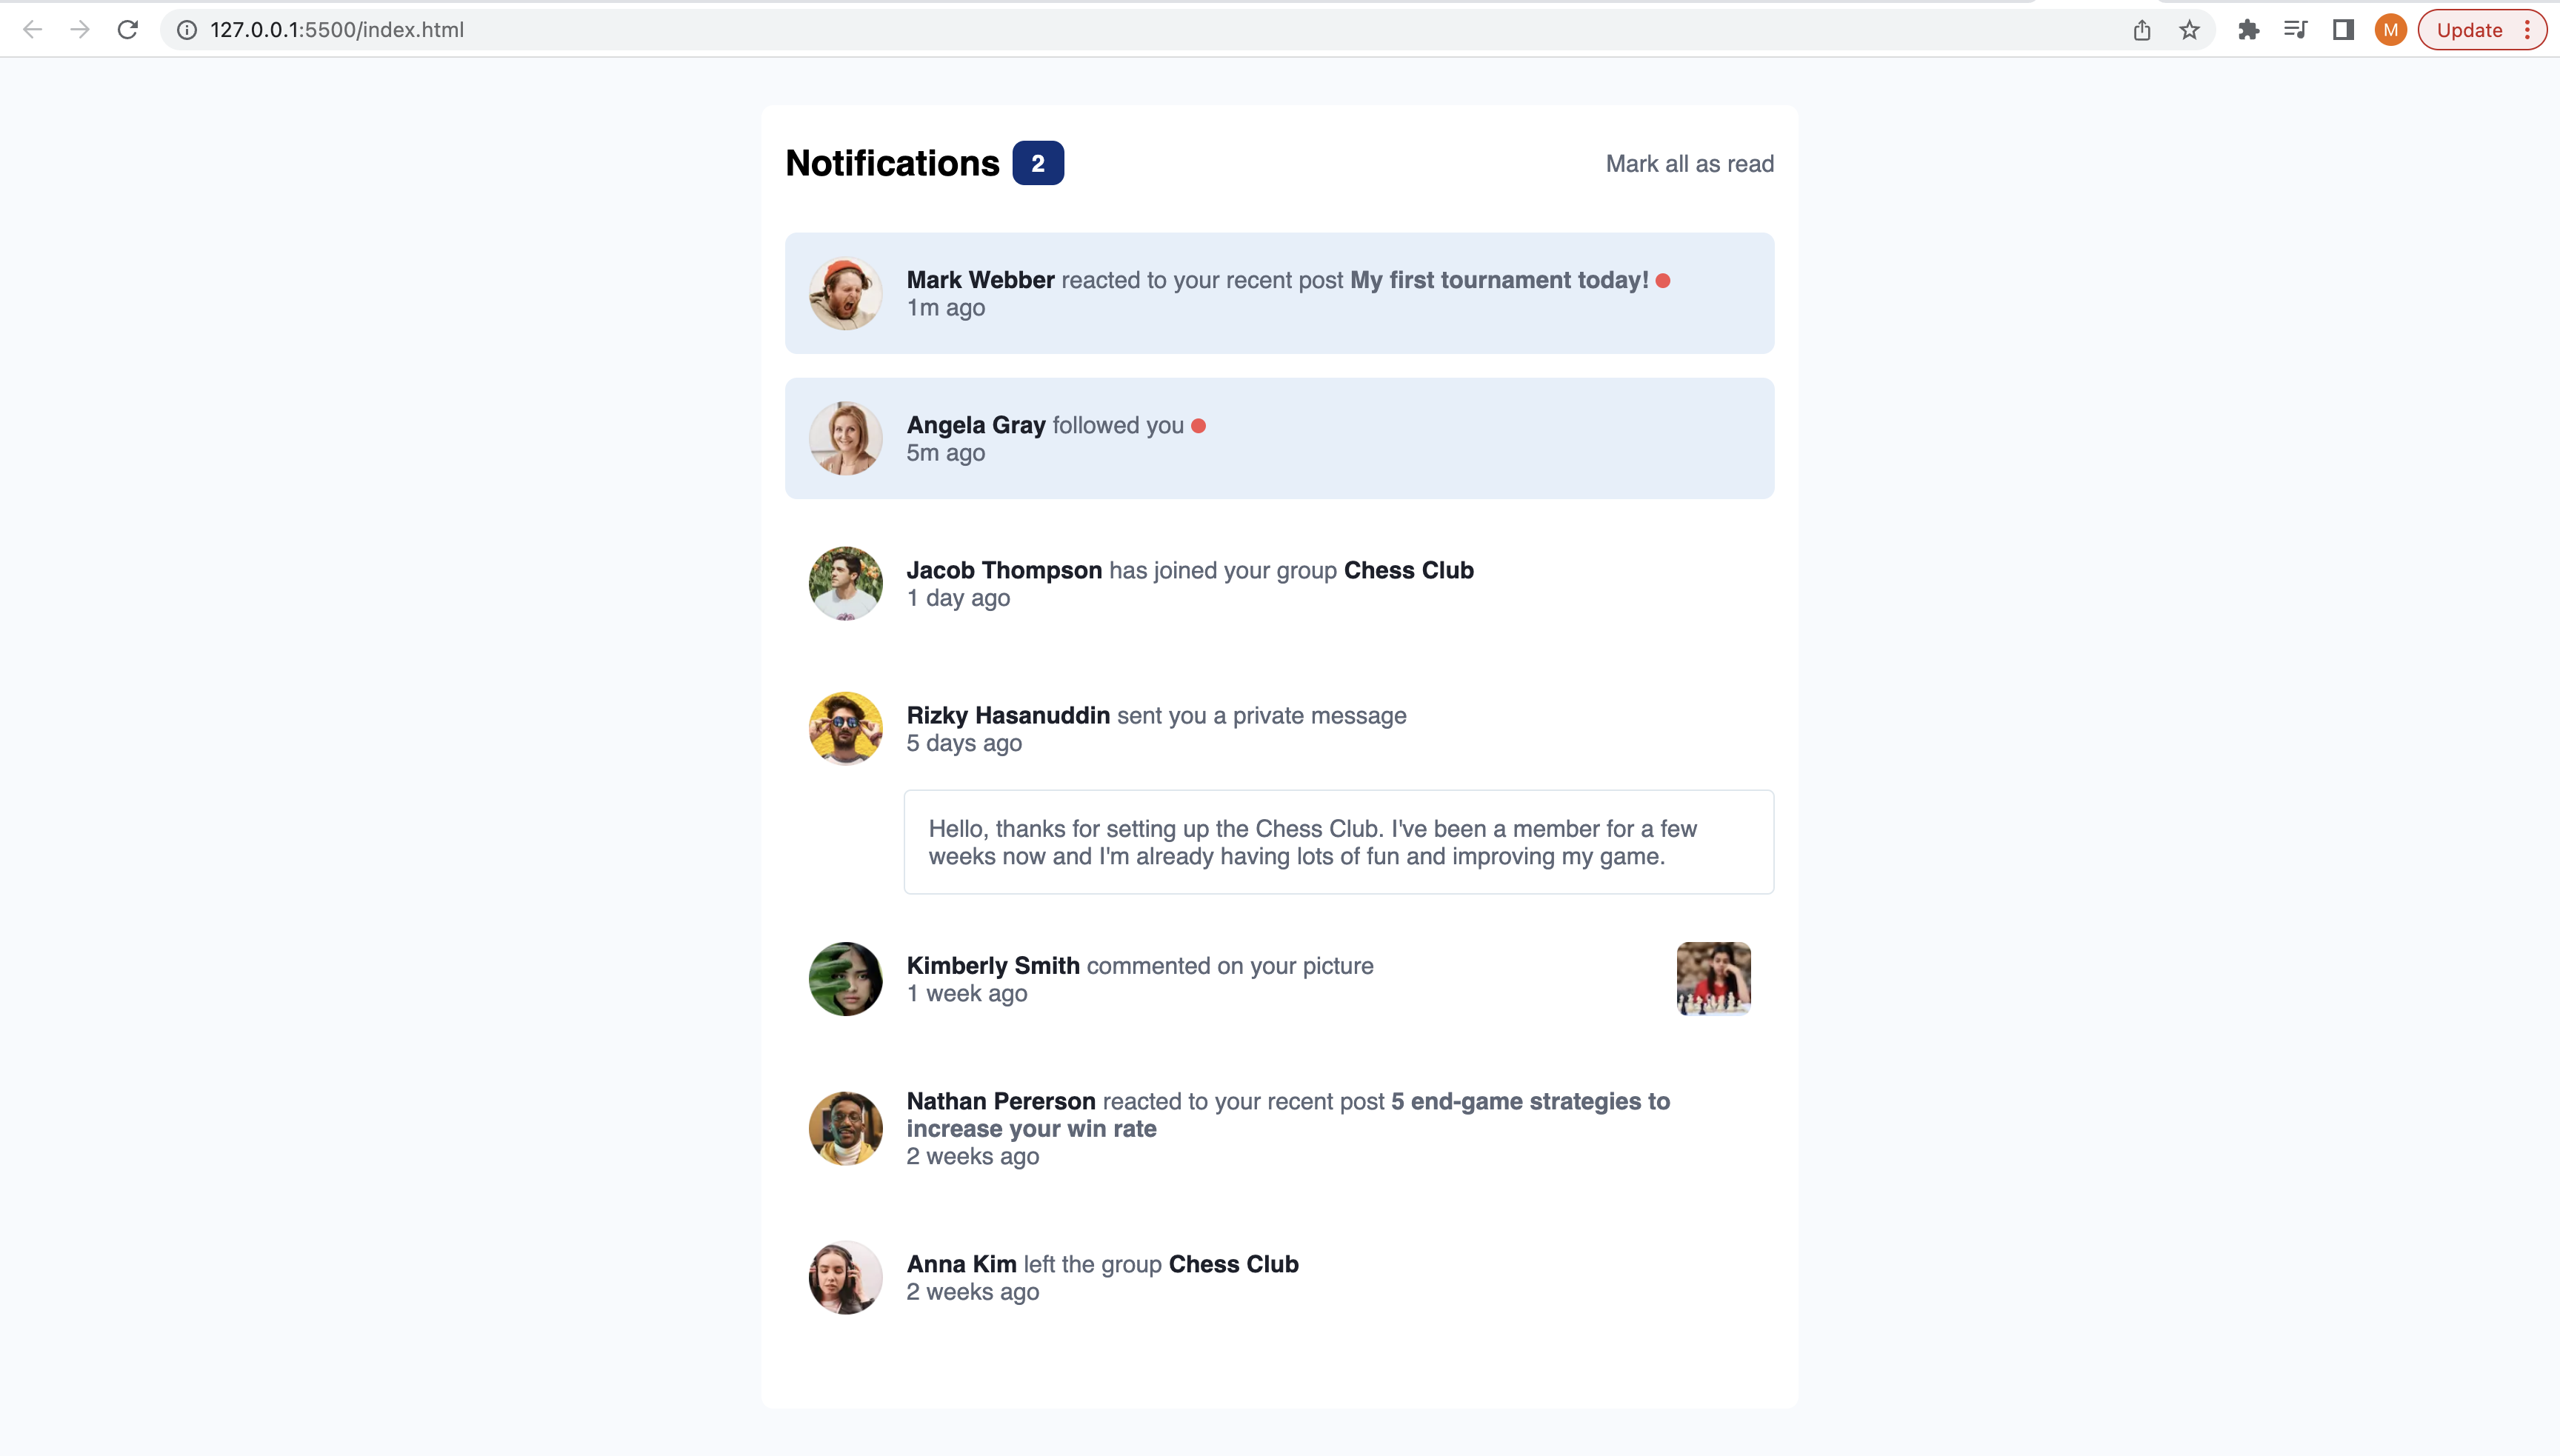 127.0.0.1:5500/index.html
M
Update
Notifications 2
Mark all as read
Mark Webber reacted to your recent post My first tournament today!
1m ago
Angela Gray followed you
5m ago
Jacob Thompson has joined your group Chess Club
1 day ago
Rizky Hasanuddin sent you a private message
5 days ago
Hello, thanks for setting up the Chess Club. I've been a member for a few
weeks now and I'm already having lots of fun and improving my game.
Kimberly Smith commented on your picture
1 week ago
Nathan Pererson reacted to your recent post 5 end-game strategies to
increase your win rate
2 weeks ago
Anna Kim left the group Chess Club
2 weeks ago